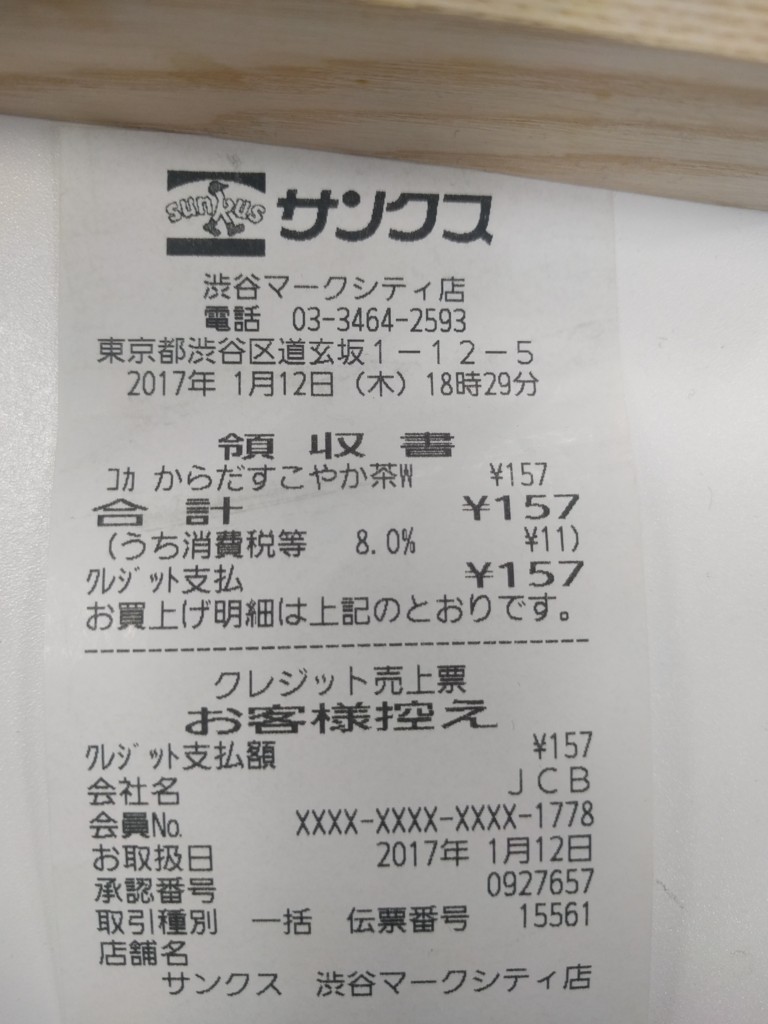 sunkus サンクス
渋谷マークシティ店
電話 03-3464-2593
東京都渋谷区道玄坂1-12-5
2017年 1月12日(木)18時29分
領収書
ｺｶ からだすこやか茶W ¥157
合計 ¥157
(うち消費税等 8.0% ¥11)
ｸﾚｼﾞｯﾄ支払 ¥157
お買上げ明細は上記のとおりです。
クレジット売上票
お客様控え
ｸﾚｼﾞｯﾄ支払額 ¥157
会社名 JCB
会員No. XXXX-XXXX-XXXX-1778
お取扱日 2017年 1月12日
承認番号 0927657
取引種別 一括 伝票番号 15561
店舗名
サンクス 渋谷マークシティ店